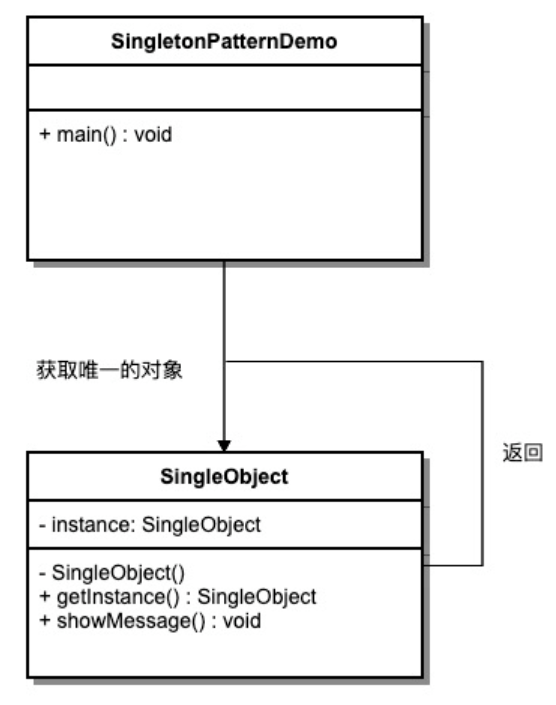 SingletonPatternDemo
+ main() : void
获取唯一的对象
返回
SingleObject
- instance: SingleObject
- SingleObject()
+ getInstance() : SingleObject
+ showMessage() : void